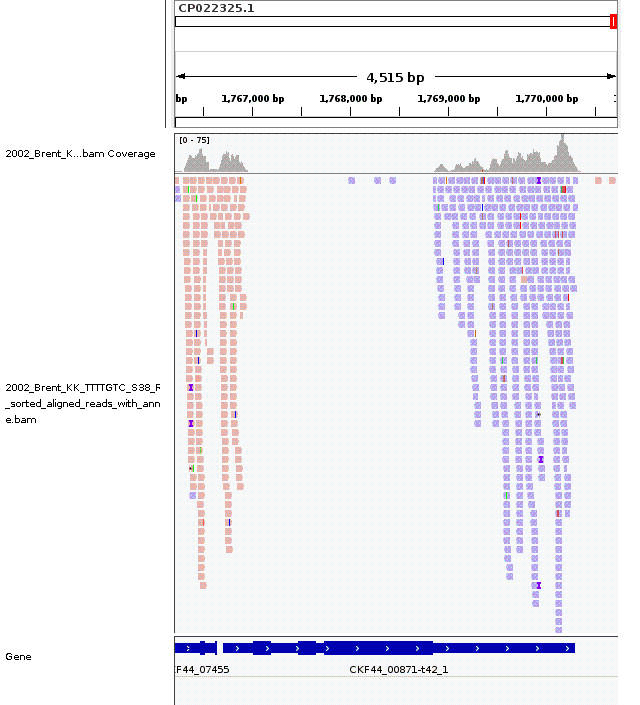 CP022325.1
4,515 bp
bp 1,767,000 bp 1,768,000 bp 1,769,000 bp 1,770,000 bp
[0 - 75]
2002_Brent_K...bam Coverage
2002_Brent_KK_TTTTGTC_S38_R
_sorted_aligned_reads_with_ann
e.bam
Gene
F44_07455 CKF44_00871-t42_1